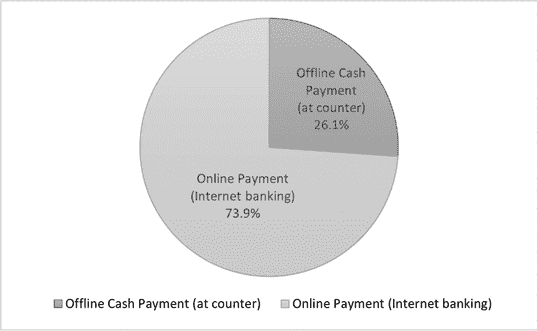 Offline Cash
Payment
(at counter)
26.1%
Online Payment
(Internet banking)
73.9%
Offline Cash Payment (at counter)
Online Payment (Internet banking)